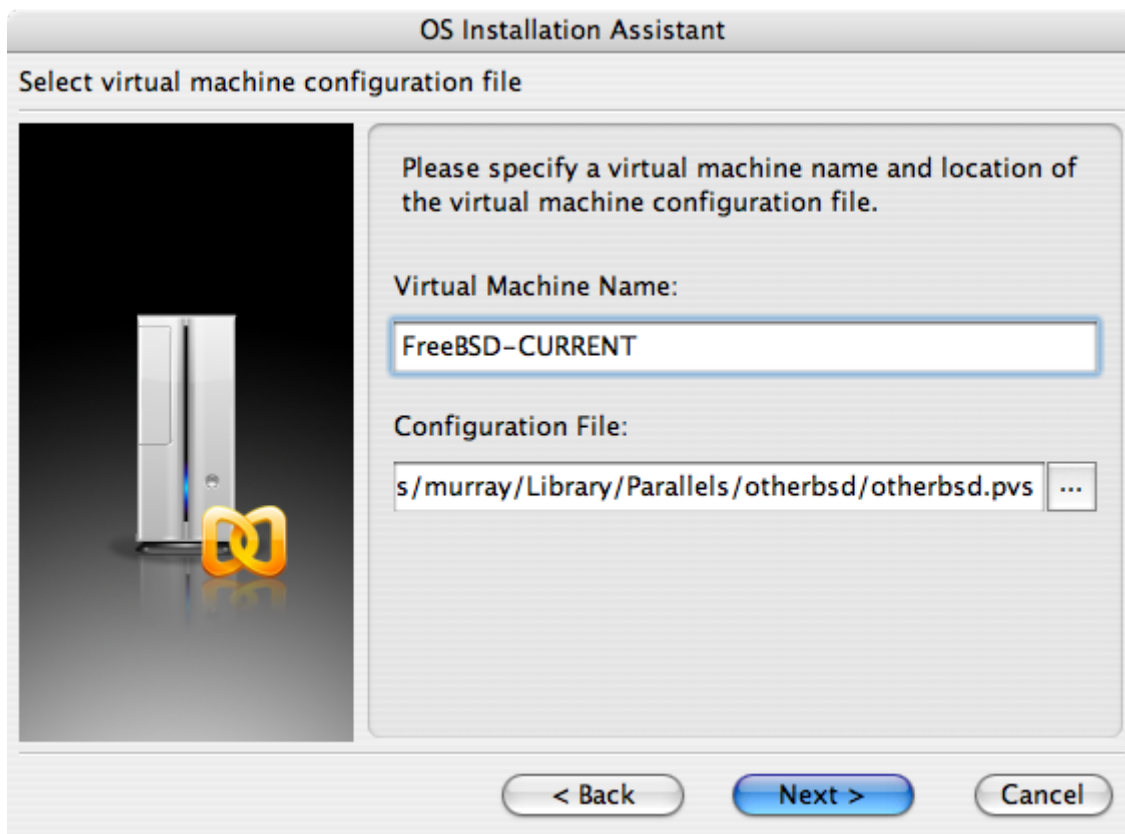 OS Installation Assistant
Select virtual machine configuration file
Please specify a virtual machine name and location of
the virtual machine configuration file.
Virtual Machine Name:
FreeBSD-CURRENT
Configuration File:
s/murray/Library/Parallels/otherbsd/otherbsd.pvs ...
< Back Next > Cancel